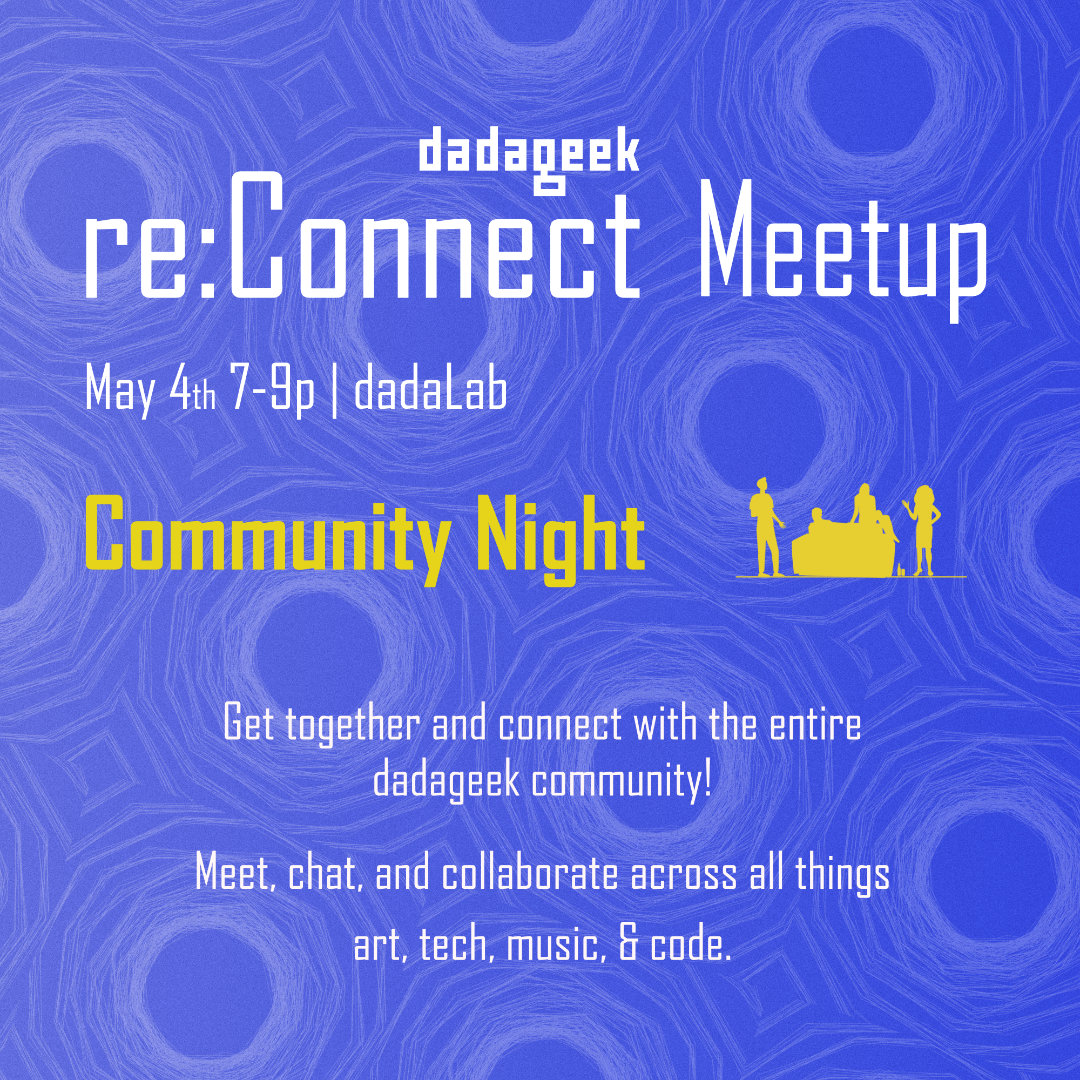 dadageek
re:Connect Meetup
May 4th 7-9p | dadaLab
Community Night
Get together and connect with the entire
dadageek community!
Meet, chat, and collaborate across all things
art, tech, music, & code.